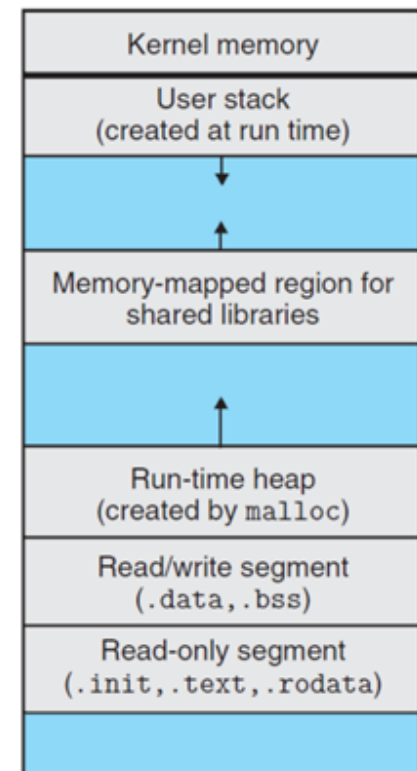 Kernel memory
User stack
(created at run time)
Memory-mapped region for
shared libraries
Run-time heap
(created by malloc)
Read/write segment
(.data,.bss)
Read-only segment
(.init,.text,.rodata)